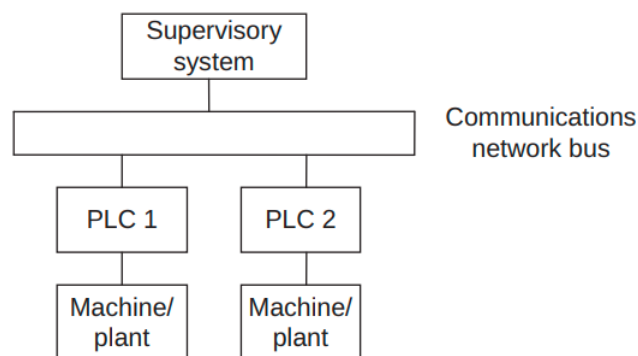 Supervisory
system
Communications
network bus
PLC 1
PLC 2
Machine/
plant
Machine/
plant